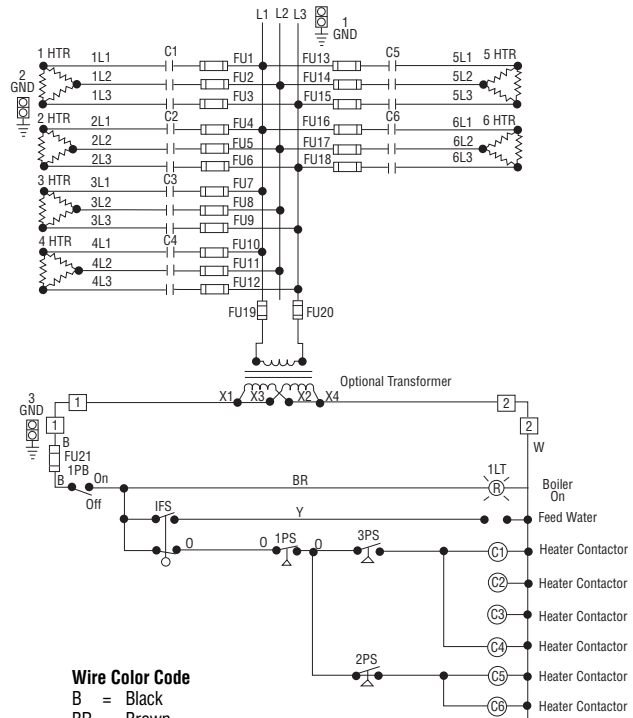 L1 L2 L3
1
GND
2
GND
1 HTR 1L1 C1 FU1 FU13 C5 5L1 5 HTR
1L2 FU2 FU14 5L2
1L3 FU3 FU15 5L3
2 HTR 2L1 C2 FU4 FU16 C6 6L1 6 HTR
2L2 FU5 FU17 6L2
2L3 FU6 FU18 6L3
3 HTR 3L1 C3 FU7
3L2 FU8
3L3 FU9
4 HTR 4L1 C4 FU10
4L2 FU11
4L3 FU12
FU19 FU20
Optional Transformer
3
GND
1 X1 X3 X2 X4 2
1 2
B W
FU21
1PB
B On BR 1LT R Boiler On
Off
IFS Y Feed Water
O O 1PS O 3PS C1 Heater Contactor
C2 Heater Contactor
C3 Heater Contactor
C4 Heater Contactor
2PS C5 Heater Contactor
C6 Heater Contactor
Wire Color Code
B = Black